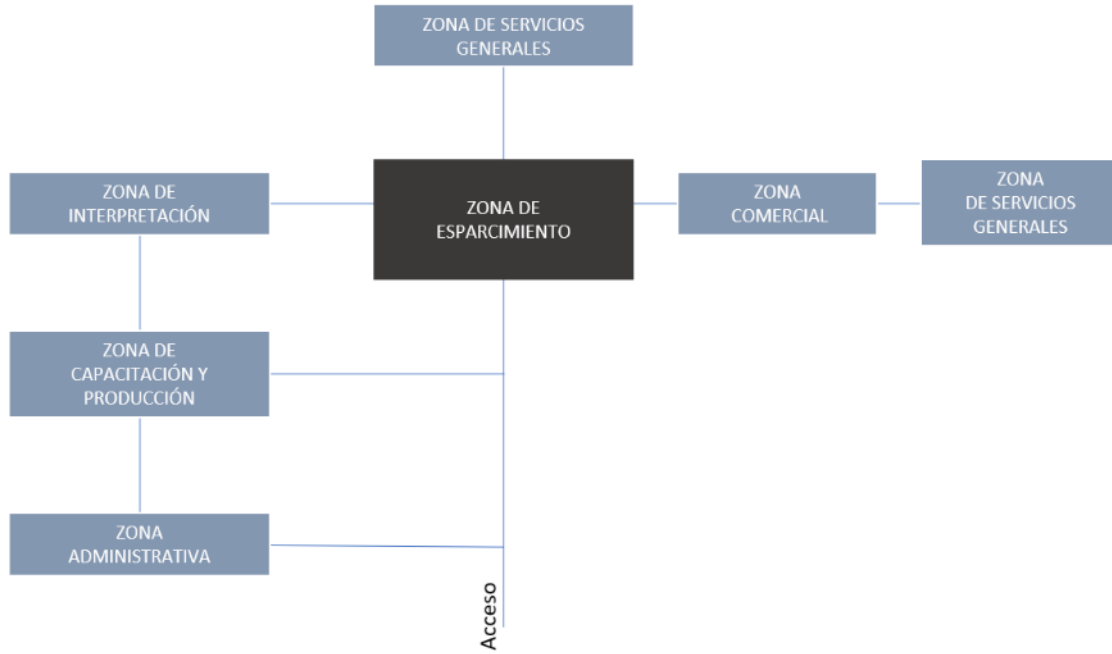 ZONA DE SERVICIOS
GENERALES
ZONA DE
INTERPRETACIÓN
ZONA DE
ESPARCIMIENTO
ZONA
COMERCIAL
ZONA
DE SERVICIOS
GENERALES
ZONA DE
CAPACITACIÓN Y
PRODUCCIÓN
ZONA
ADMINISTRATIVA
Acceso